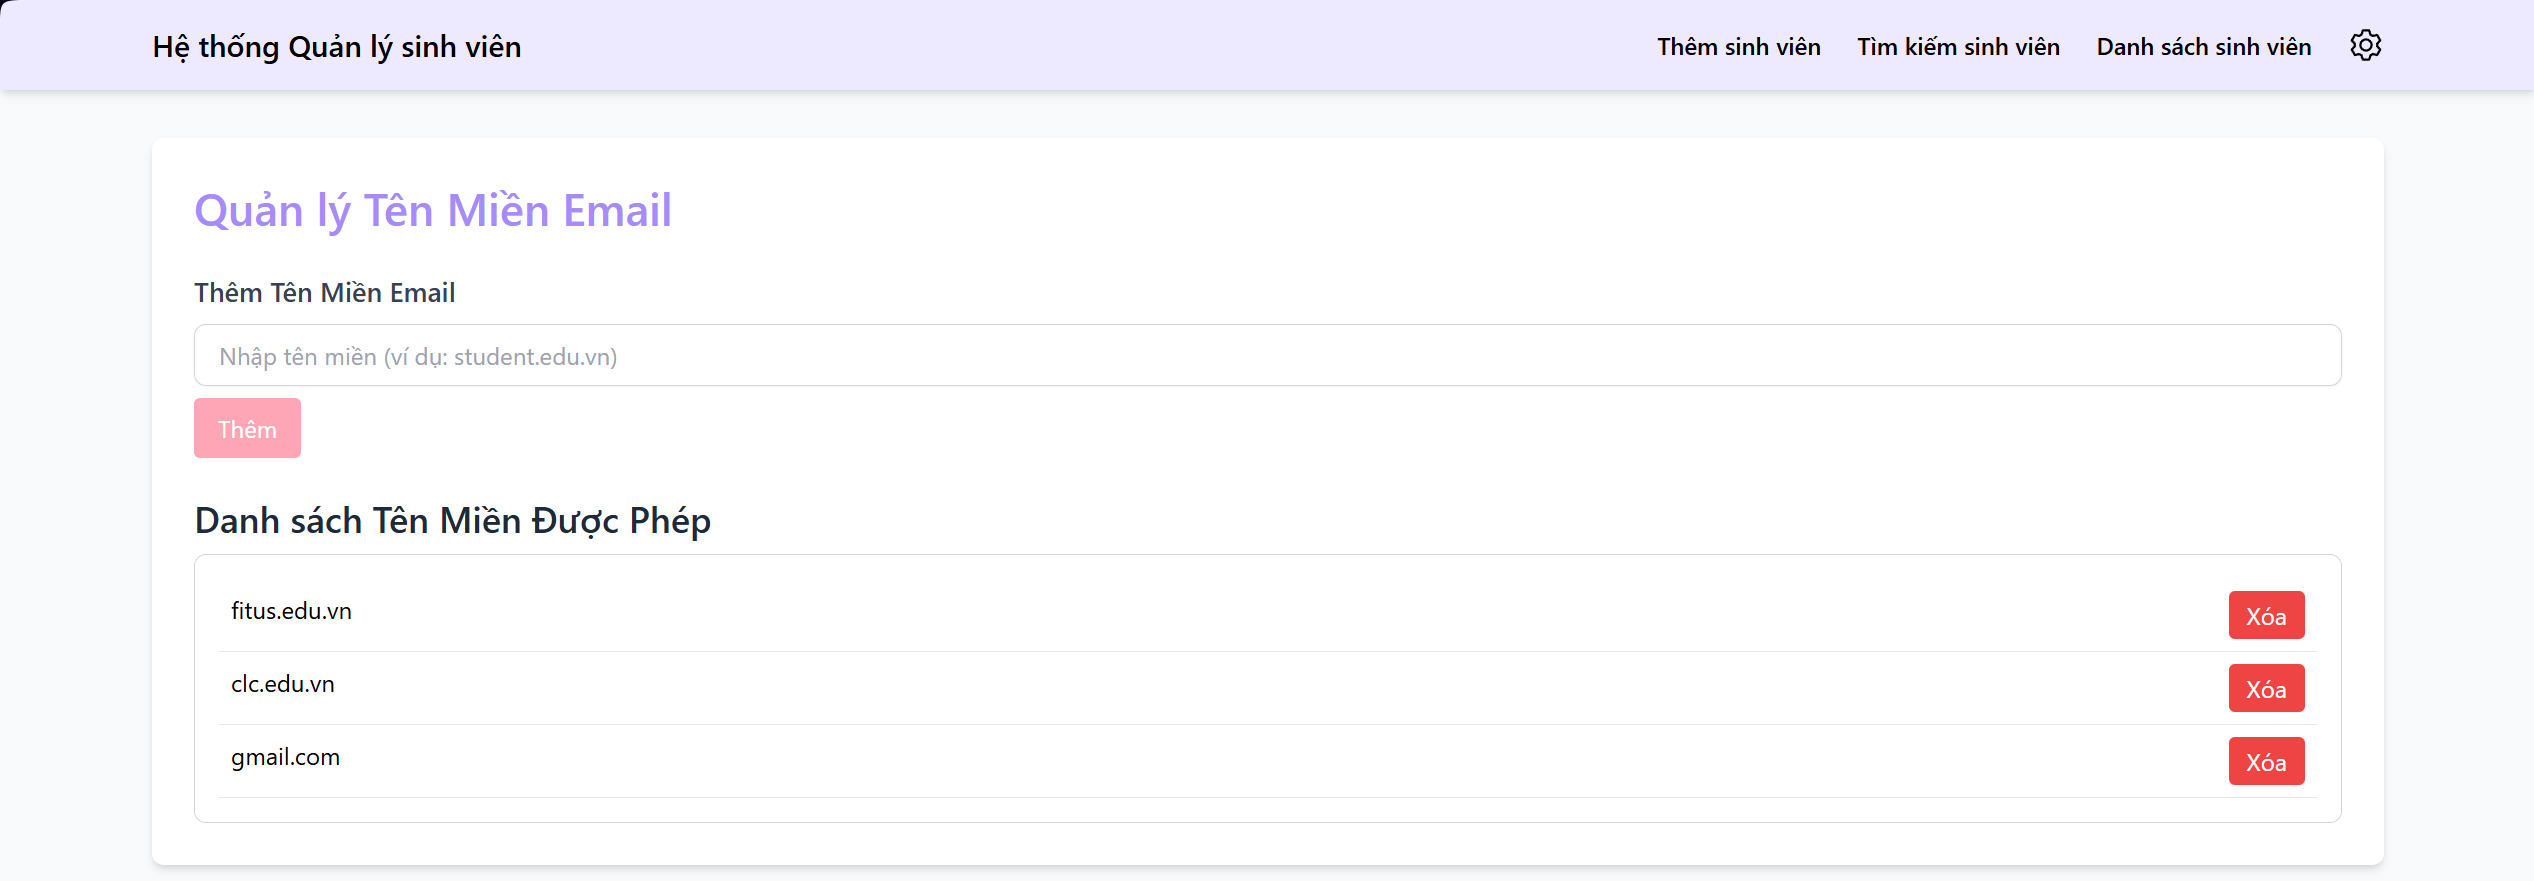 Hệ thống Quản lý sinh viên
Thêm sinh viên
Tìm kiếm sinh viên
Danh sách sinh viên
Quản lý Tên Miền Email
Thêm Tên Miền Email
Nhập tên miền (ví dụ: student.edu.vn)
Thêm
Danh sách Tên Miền Được Phép
fitus.edu.vn
Xóa
clc.edu.vn
Xóa
gmail.com
Xóa